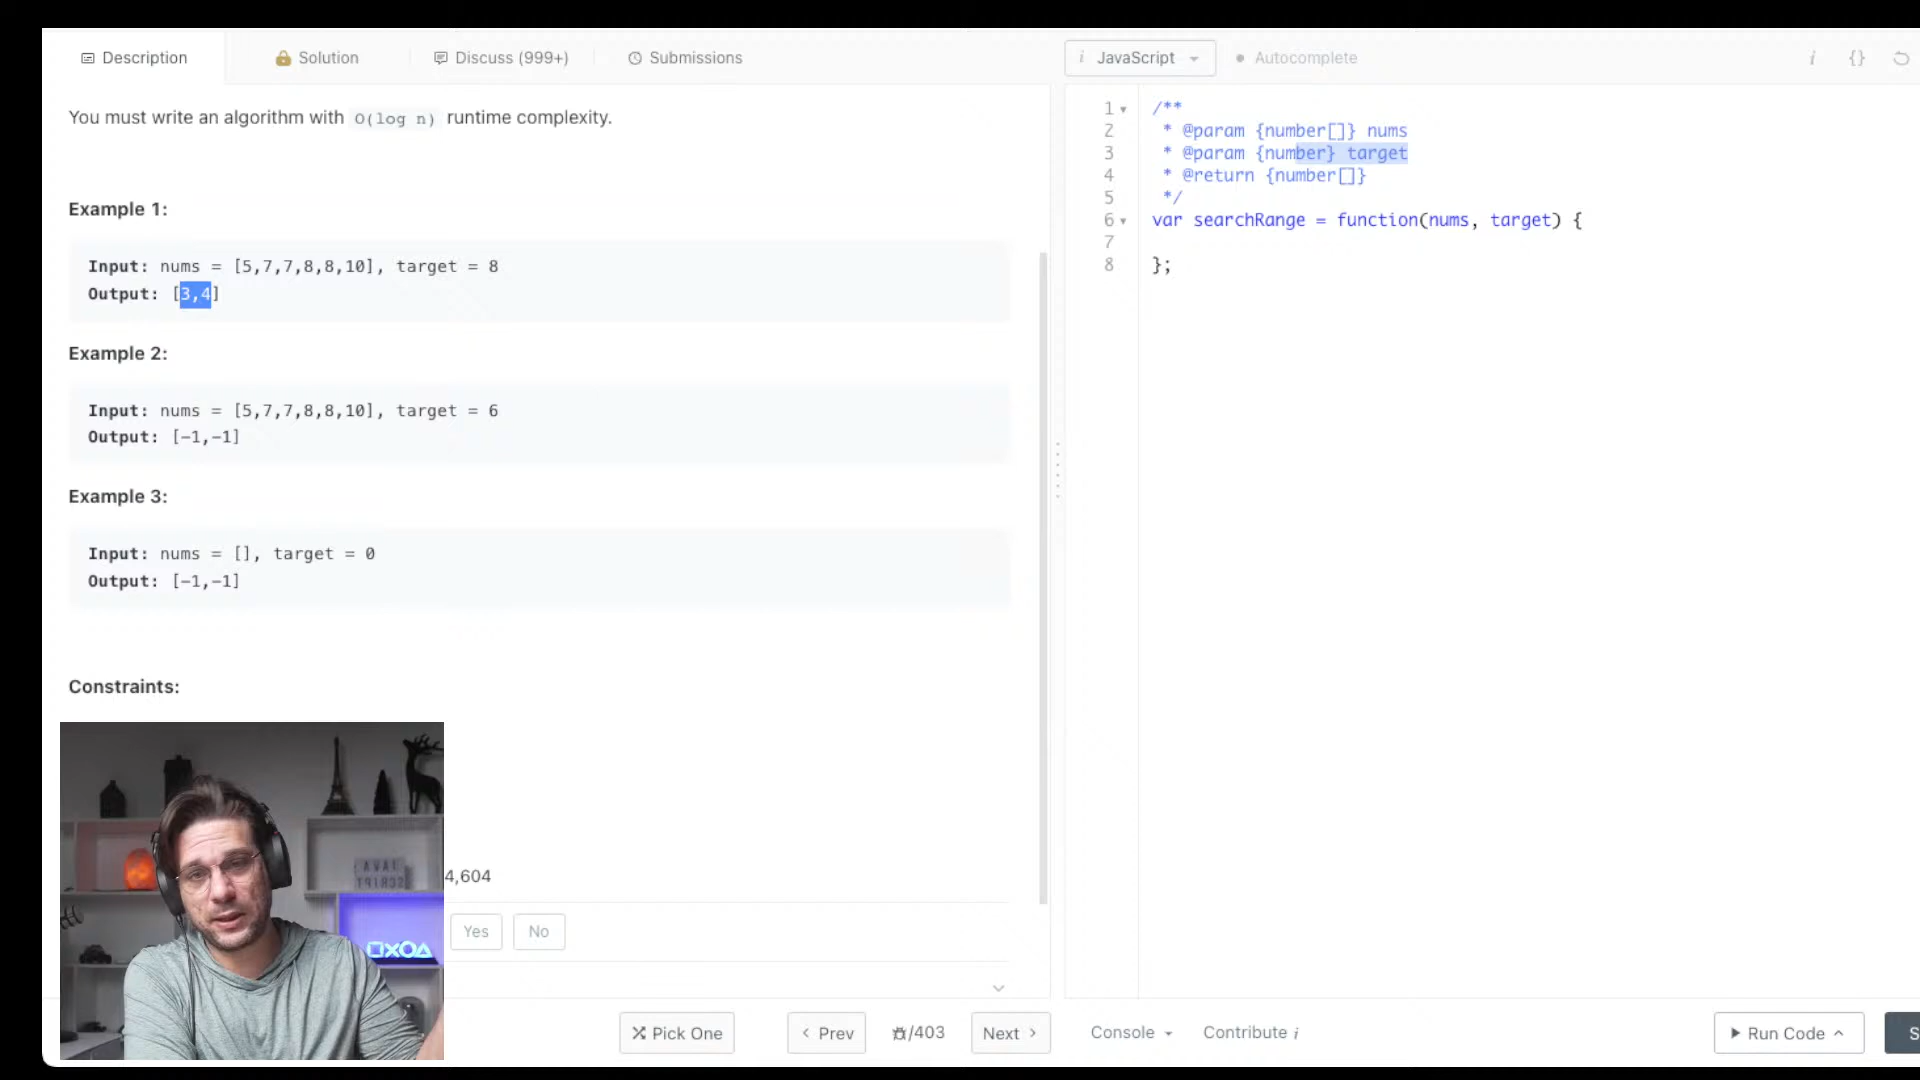 Description
Solution
Discuss (999+)
Submissions
You must write an algorithm with O(log n) runtime complexity.
Example 1:
Input: nums = [5,7,7,8,8,10], target = 8
Output: [3,4]
Example 2:
Input: nums = [5,7,7,8,8,10], target = 6
Output: [-1,-1]
Example 3:
Input: nums = [], target = 0
Output: [-1,-1]
Constraints:
4,604
Yes
No
Pick One
< Prev
/403
Next >
i JavaScript
Autocomplete
i {}
1 /**
2 * @param {number[]} nums
3 * @param {number} target
4 * @return {number[]}
5 */
6 var searchRange = function(nums, target) {
7
8 };
Console
Contribute i
Run Code
S